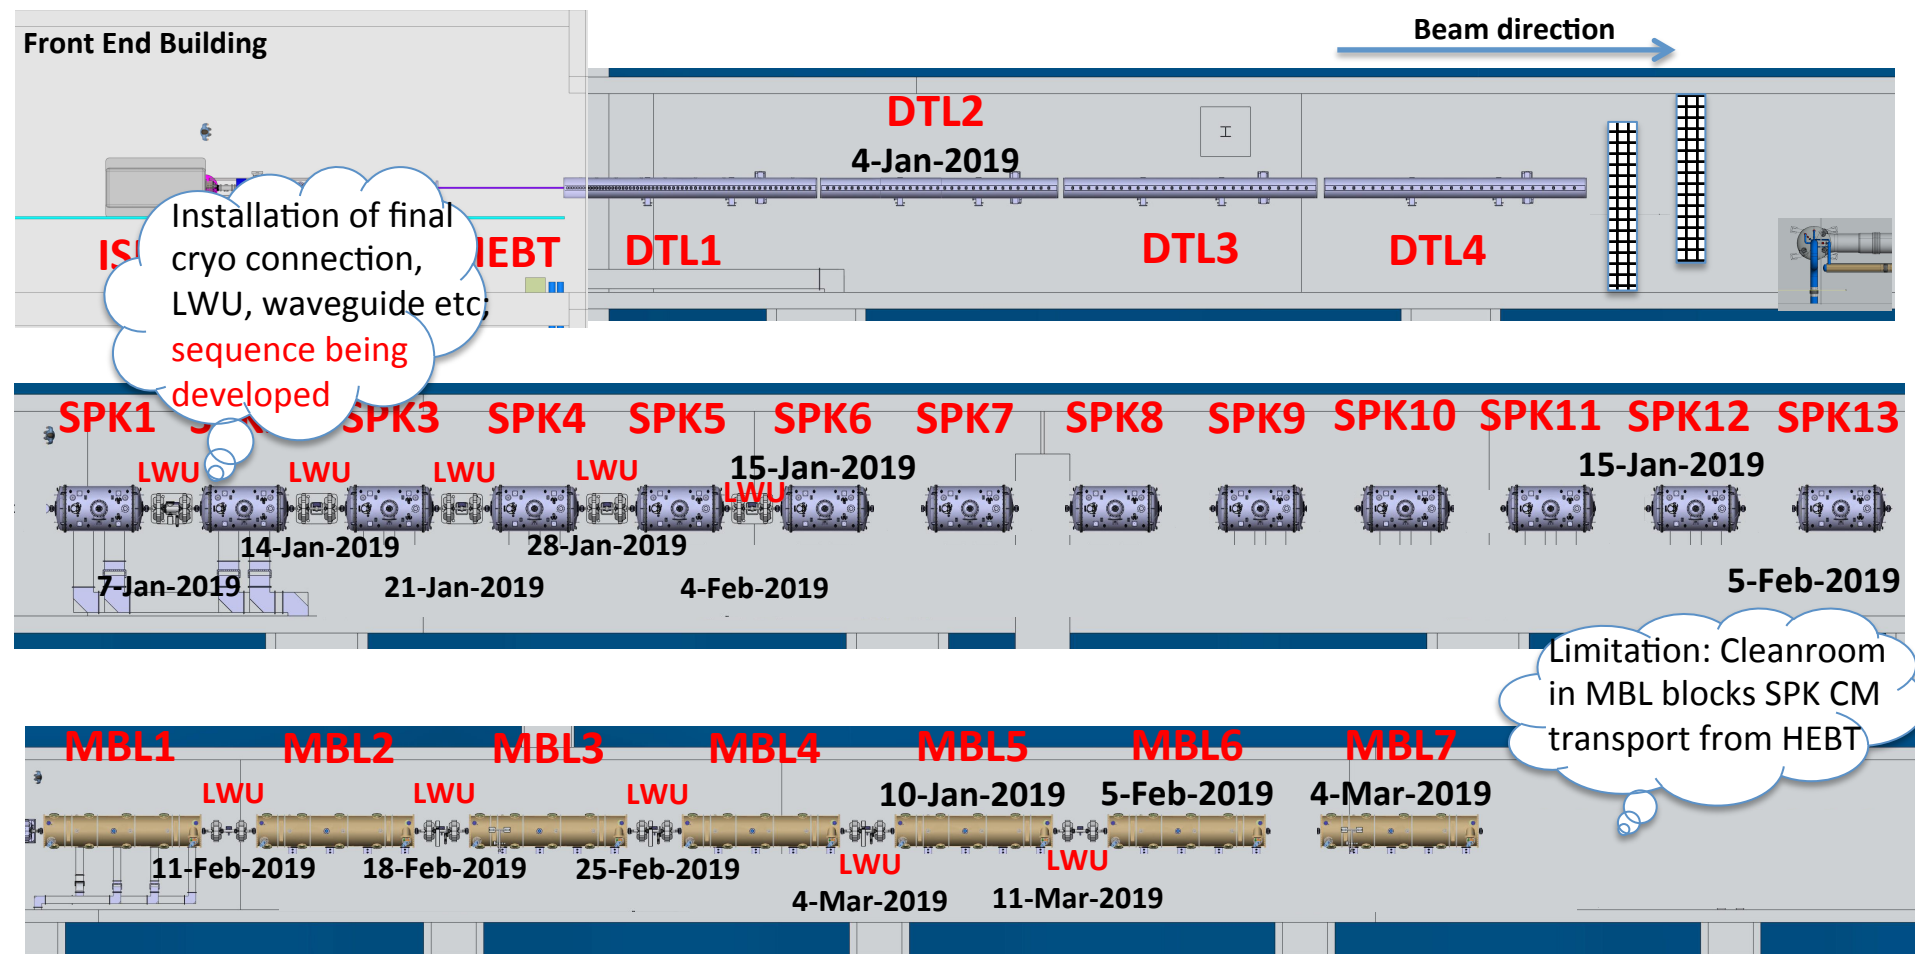 Front End Building
Beam direction
DTL2
4-Jan-2019
Installation of final
cryo connection,
LWU, waveguide etc;
sequence being
developed
DTL1
DTL3
DTL4
SPK1
SPK3
SPK4
SPK5
SPK6
SPK7
SPK8
SPK9
SPK10
SPK11
SPK12
SPK13
15-Jan-2019
15-Jan-2019
LWU
LWU
LWU
LWU
LWU
14-Jan-2019
28-Jan-2019
7-Jan-2019
21-Jan-2019
4-Feb-2019
5-Feb-2019
Limitation: Cleanroom
in MBL blocks SPK CM
transport from HEBT
MBL1
MBL2
MBL3
MBL4
MBL5
MBL6
MBL7
LWU
LWU
LWU
10-Jan-2019
5-Feb-2019
4-Mar-2019
11-Feb-2019
18-Feb-2019
25-Feb-2019
LWU
LWU
4-Mar-2019
11-Mar-2019